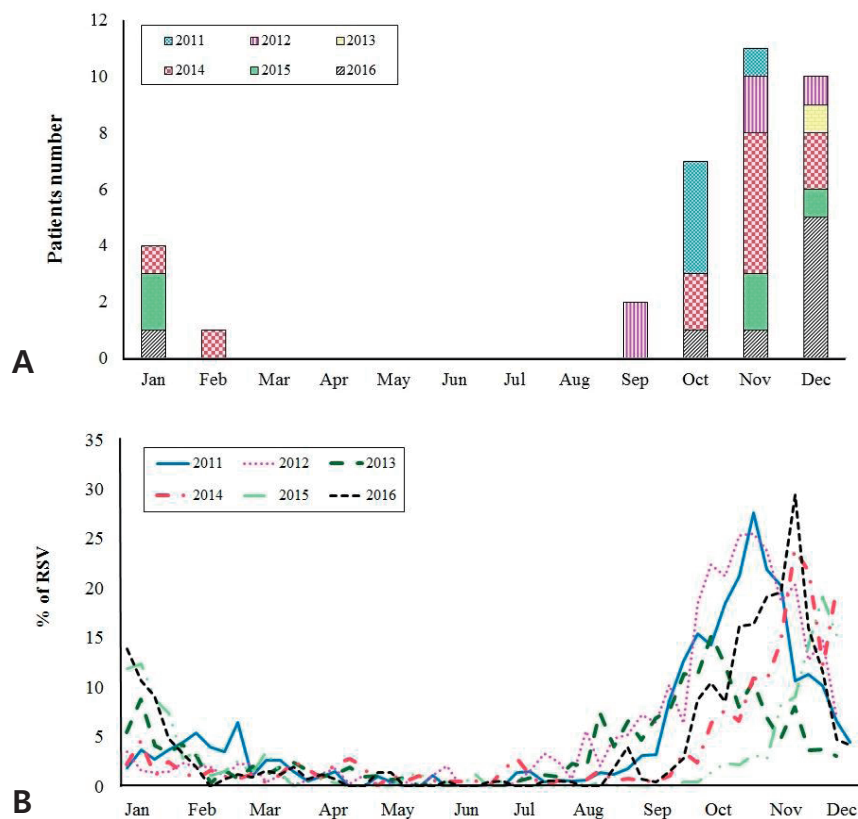 12
10
8
6
4
2
0
Patients number
2011 2012 2013
2014 2015 2016
Jan Feb Mar Apr May Jun Jul Aug Sep Oct Nov Dec
A
35
30
25
20
15
10
5
0
% of RSV
2011 2012 2013
2014 2015 2016
Jan Feb Mar Apr May Jun Jul Aug Sep Oct Nov Dec
B